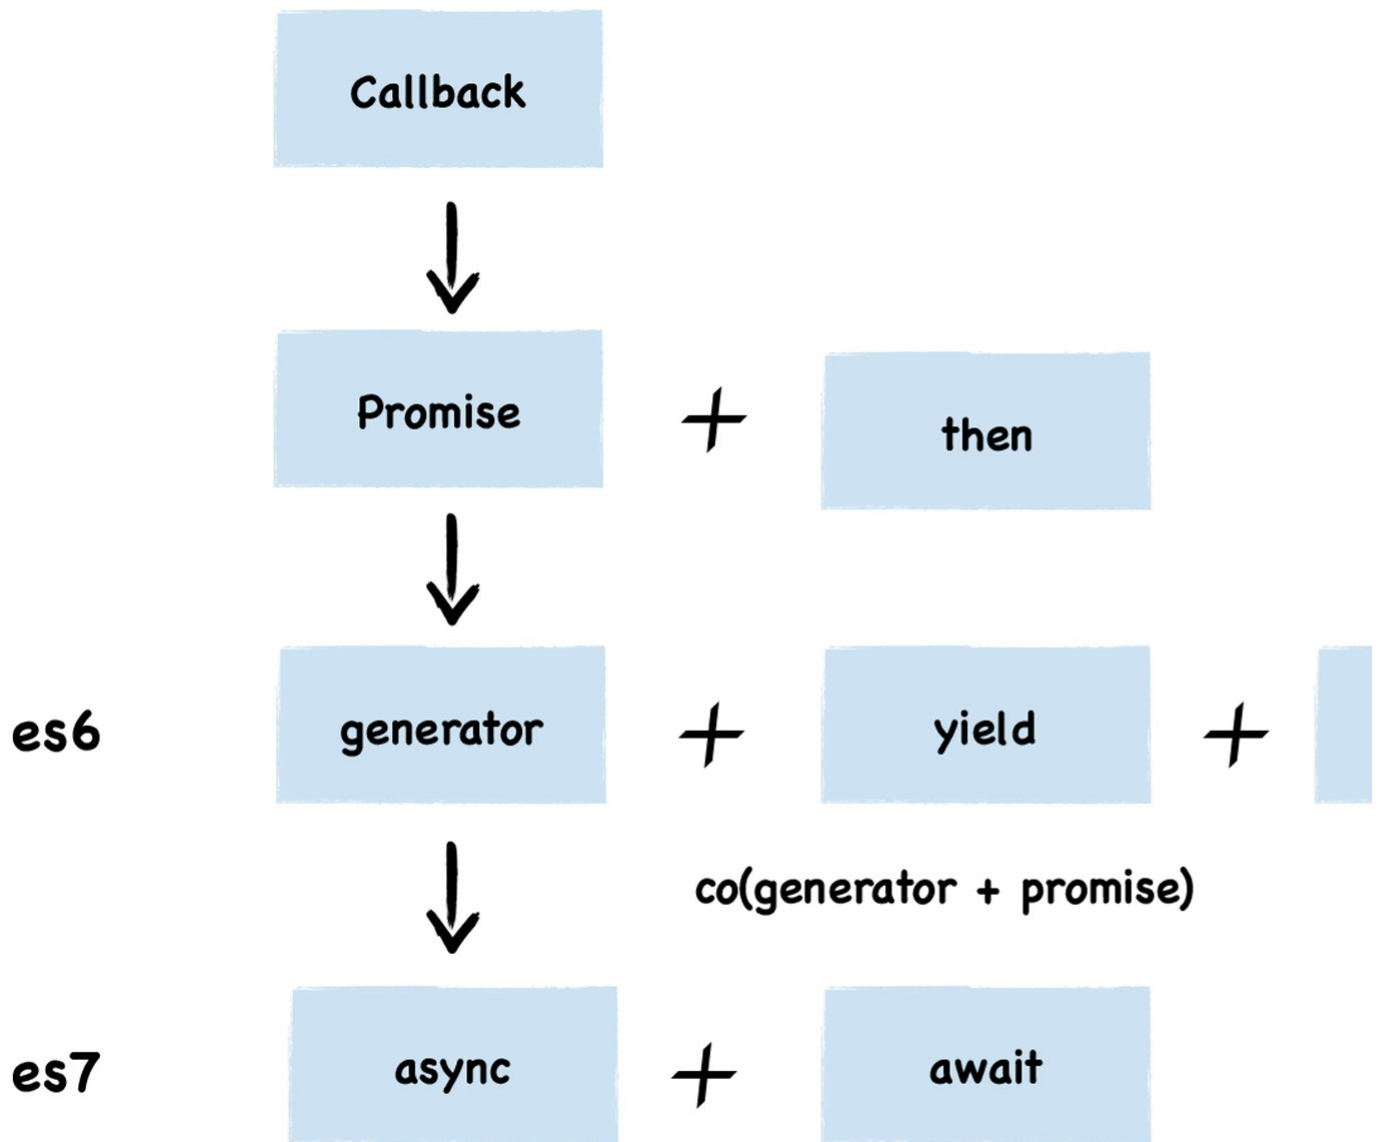 Callback
Promise + then
es6 generator + yield +
co(generator + promise)
es7 async + await